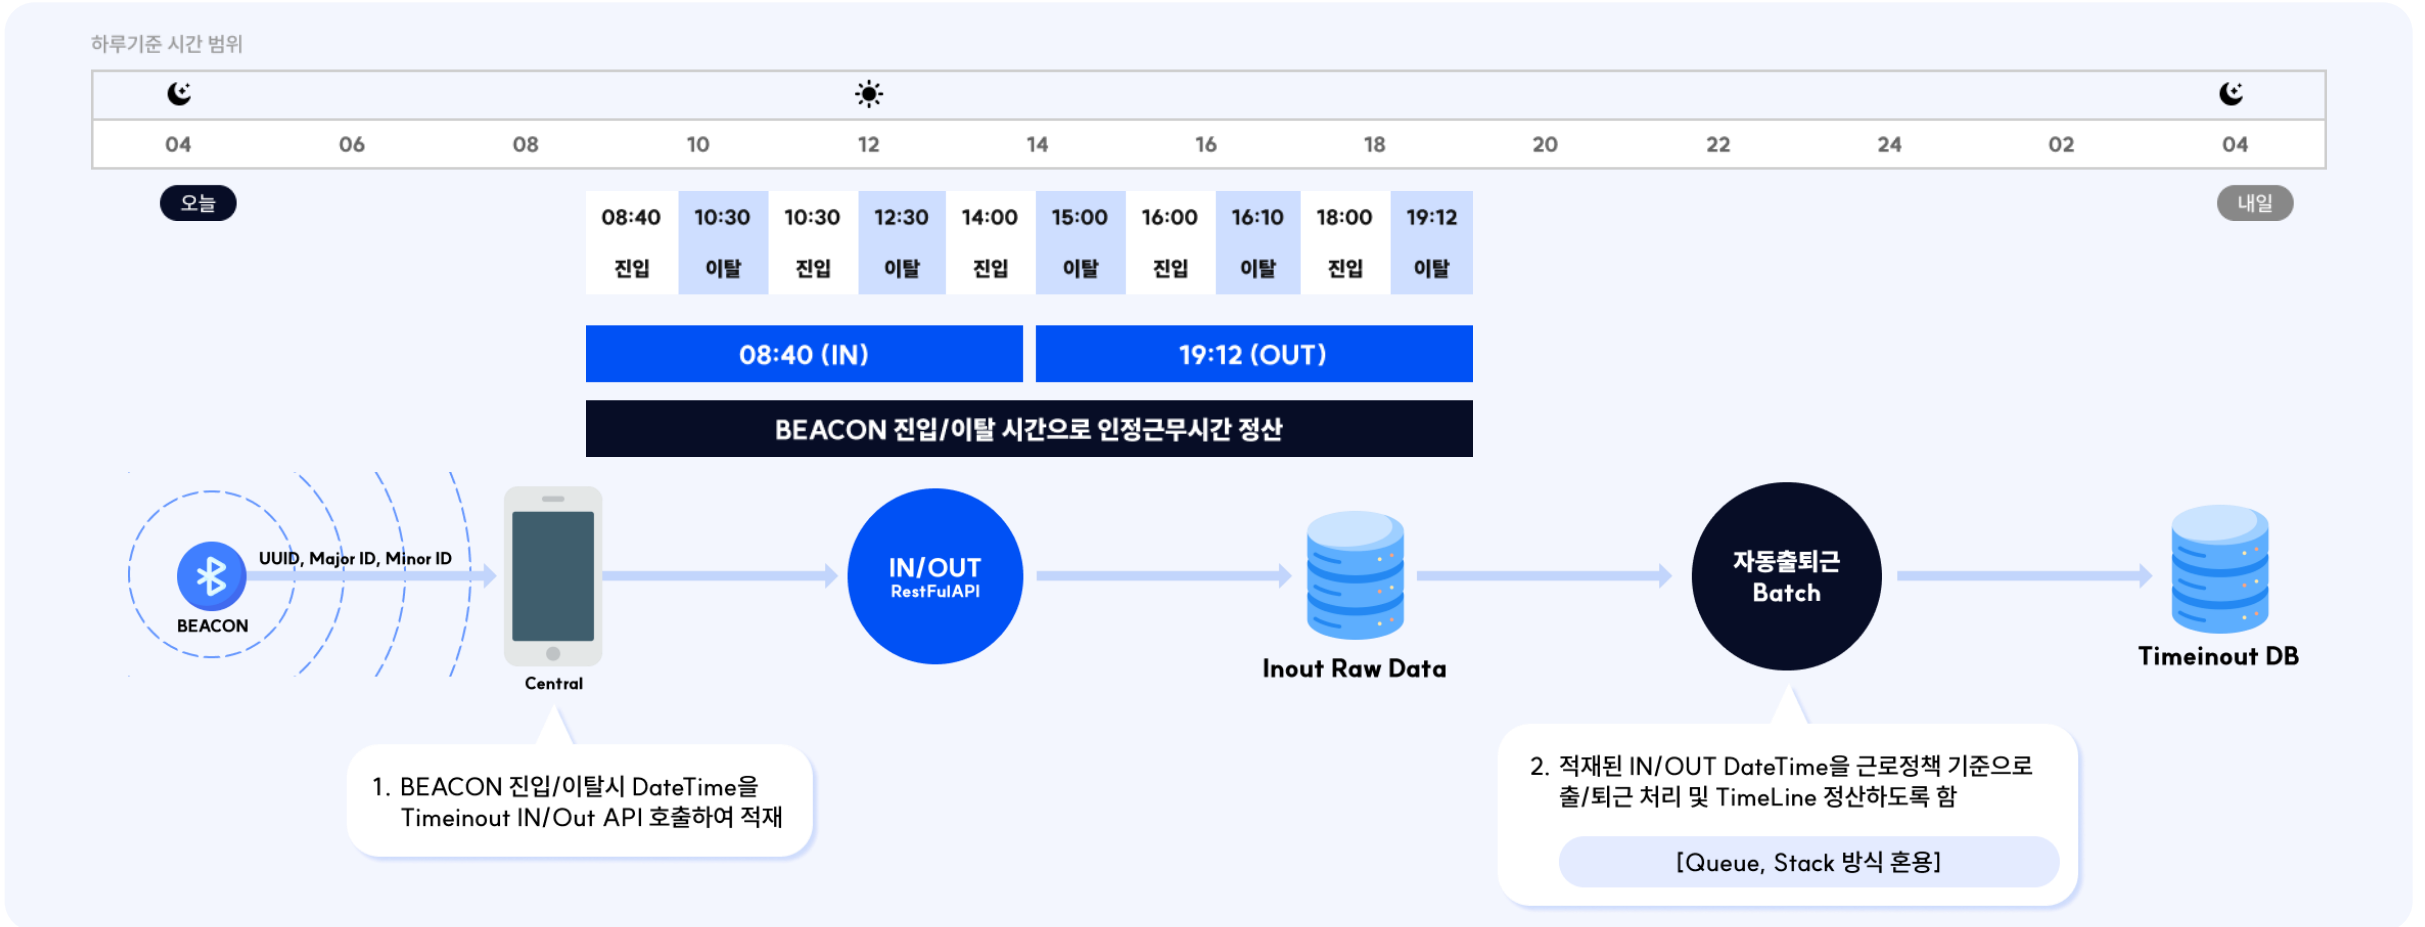 하루기준 시간 범위
04 06 08 10 12 14 16 18 20 22 24 02 04
오늘
내일
08:40 10:30 10:30 12:30 14:00 15:00 16:00 16:10 18:00 19:12
진입 이탈 진입 이탈 진입 이탈 진입 이탈 진입 이탈
08:40 (IN)
19:12 (OUT)
BEACON 진입/이탈 시간으로 인정근무시간 정산
UUID, Major ID, Minor ID
BEACON
Central
IN/OUT
RestFulAPI
Inout Raw Data
자동출퇴근
Batch
Timeinout DB
1. BEACON 진입/이탈시 DateTime을
Timeinout IN/Out API 호출하여 적재
2. 적재된 IN/OUT DateTime을 근로정책 기준으로
출/퇴근 처리 및 TimeLine 정산하도록 함
[Queue, Stack 방식 혼용]